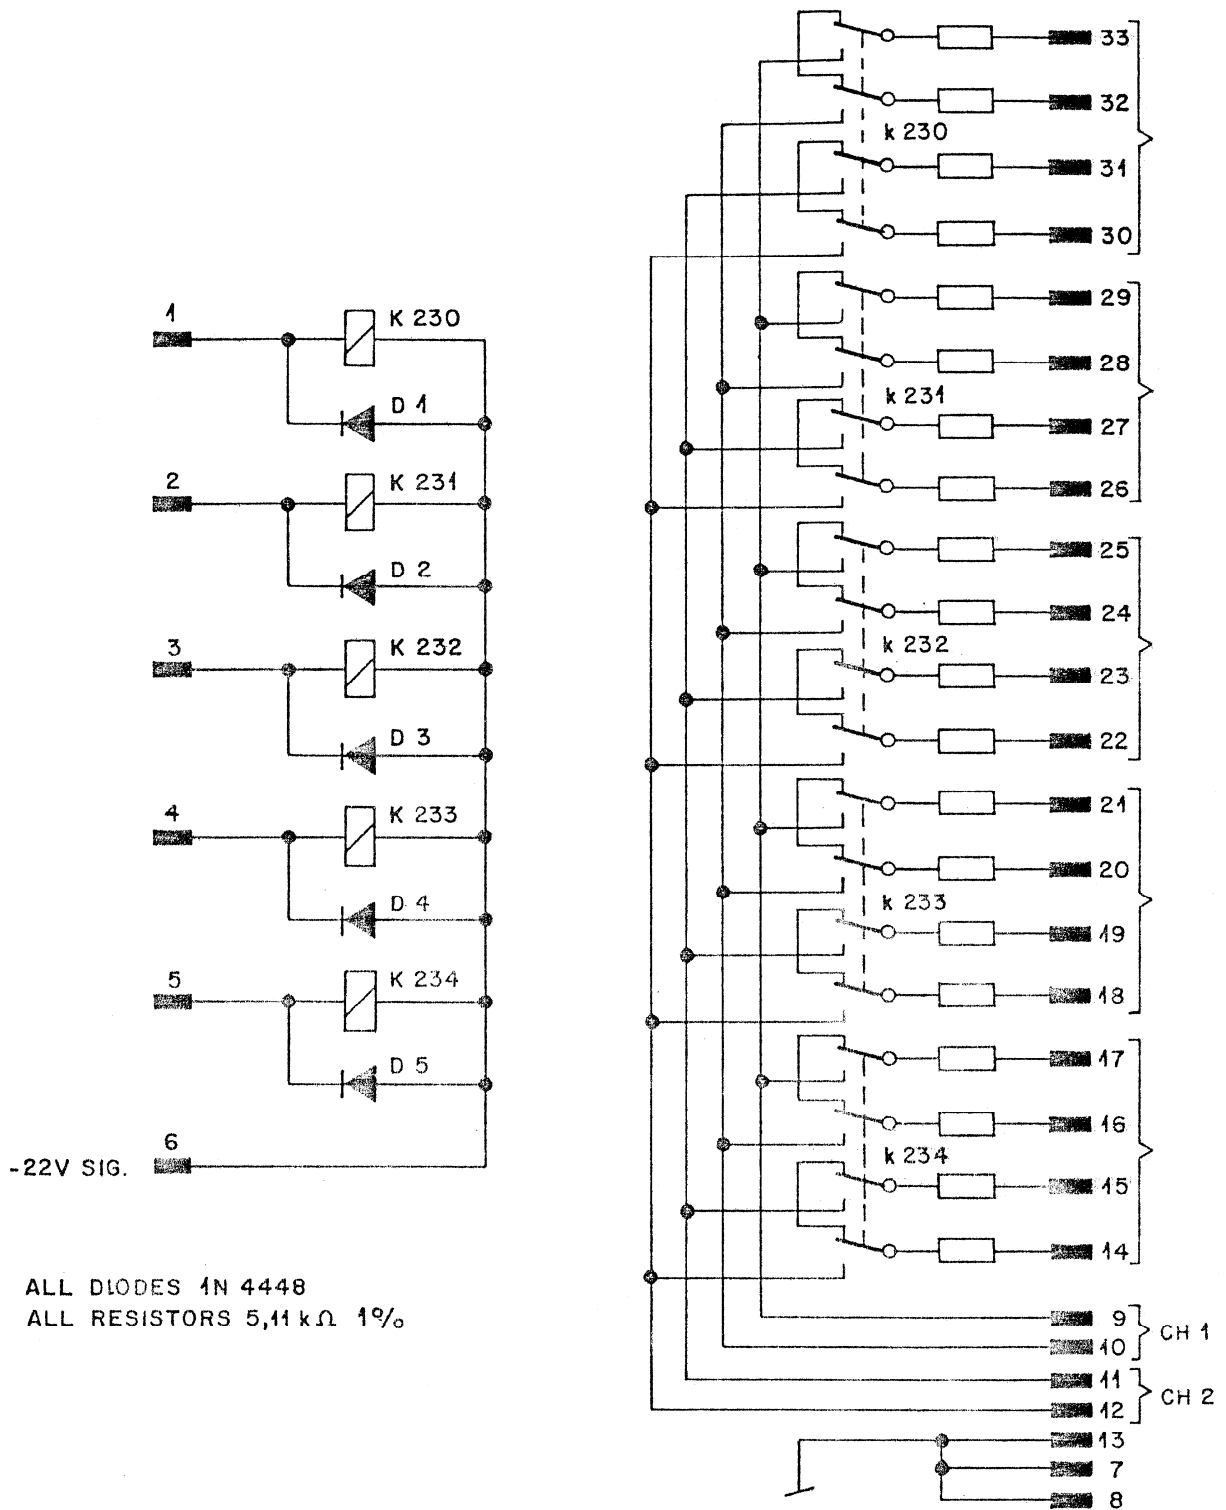 1
K 230
D 1
2
K 231
D 2
3
K 232
D 3
4
K 233
D 4
5
K 234
D 5
6
-22V SIG.
ALL DIODES 1N 4448
ALL RESISTORS 5,11 kΩ 1%
33
32
k 230
31
30
29
28
k 231
27
26
25
24
k 232
23
22
21
20
k 233
19
18
17
16
k 234
15
14
9
CH 1
10
11
CH 2
12
13
7
8